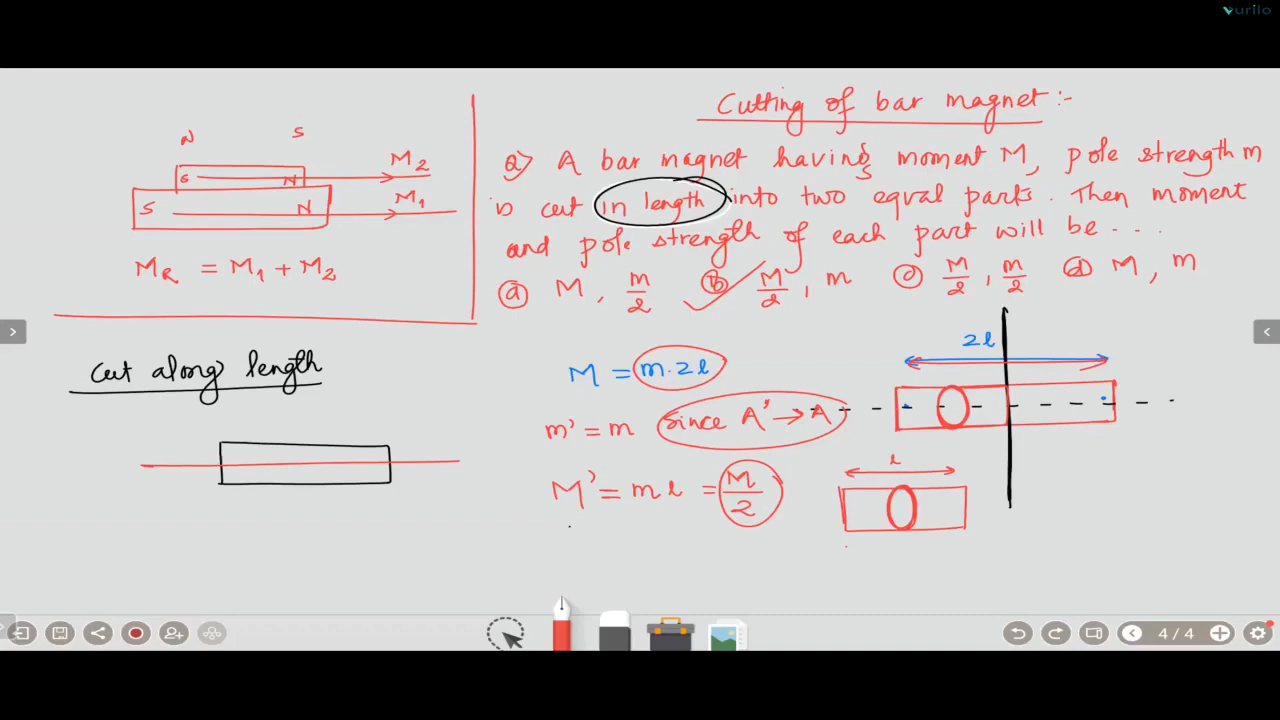 Vurilo
Cutting of bar magnet :-
N S
S N M2
S N M1
MR = M1 + M2
Q) A bar magnet having moment M, pole strength m
is cut in length into two equal parts. Then moment
and pole strength of each part will be ...
(a) M, m/2 (b) M/2, m (c) M/2, m/2 (d) M, m
cut along length
2l
M = m.2l
m' = m since A' → A
M' = ml = M/2
l
4/4